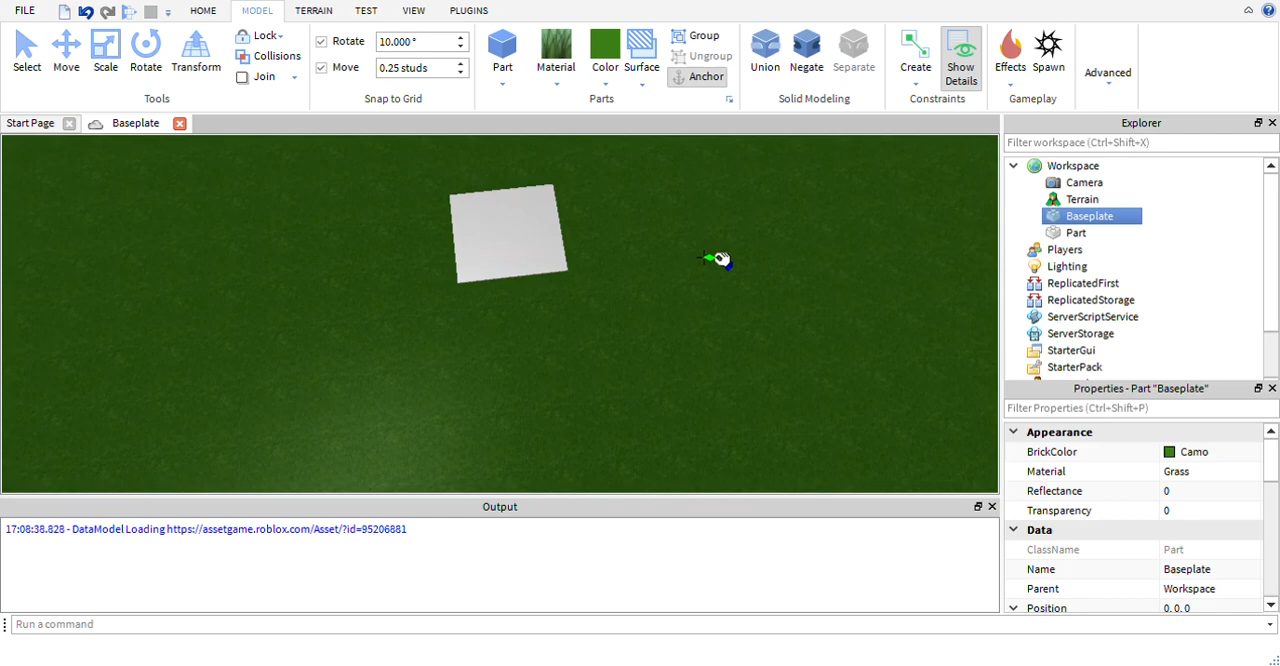 FILE HOME MODEL TERRAIN TEST VIEW PLUGINS
Select Move Scale Rotate Transform
Lock
Collisions
Join
Tools
Rotate 10.000 °
Move 0.25 studs
Snap to Grid
Part Material Color Surface
Group
Ungroup
Anchor
Parts
Union Negate Separate
Solid Modeling
Create Show Details
Constraints
Effects Spawn
Gameplay
Advanced
Start Page Baseplate
Explorer
Filter workspace (Ctrl+Shift+X)
Workspace
Camera
Terrain
Baseplate
Part
Players
Lighting
ReplicatedFirst
ReplicatedStorage
ServerScriptService
ServerStorage
StarterGui
StarterPack
Properties - Part "Baseplate"
Filter Properties (Ctrl+Shift+P)
Appearance
BrickColor Camo
Material Grass
Reflectance 0
Transparency 0
Data
ClassName Part
Name Baseplate
Parent Workspace
Position 0, 0, 0
Output
17:08:38.828 - DataModel Loading https://assetgame.roblox.com/Asset/?id=95206881
Run a command